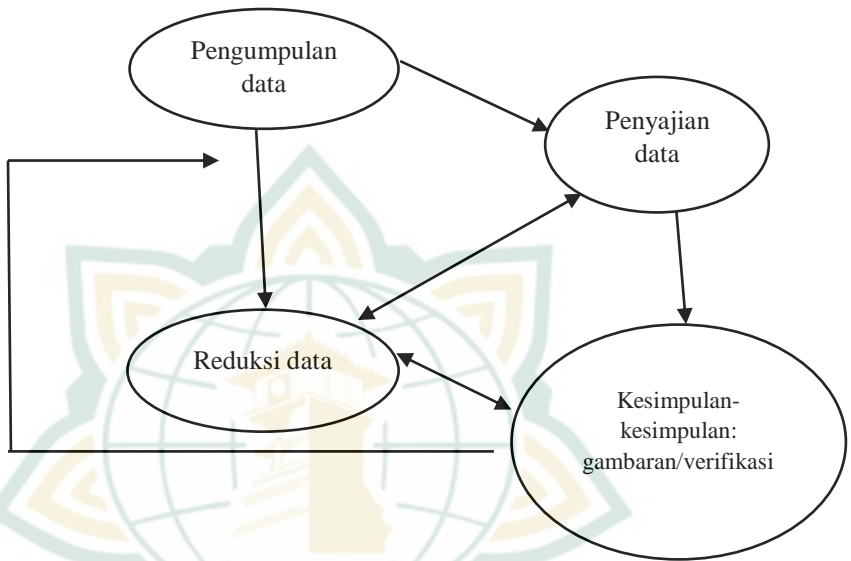 Pengumpulan
data
Penyajian
data
Reduksi data
Kesimpulan-
kesimpulan:
gambaran/verifikasi